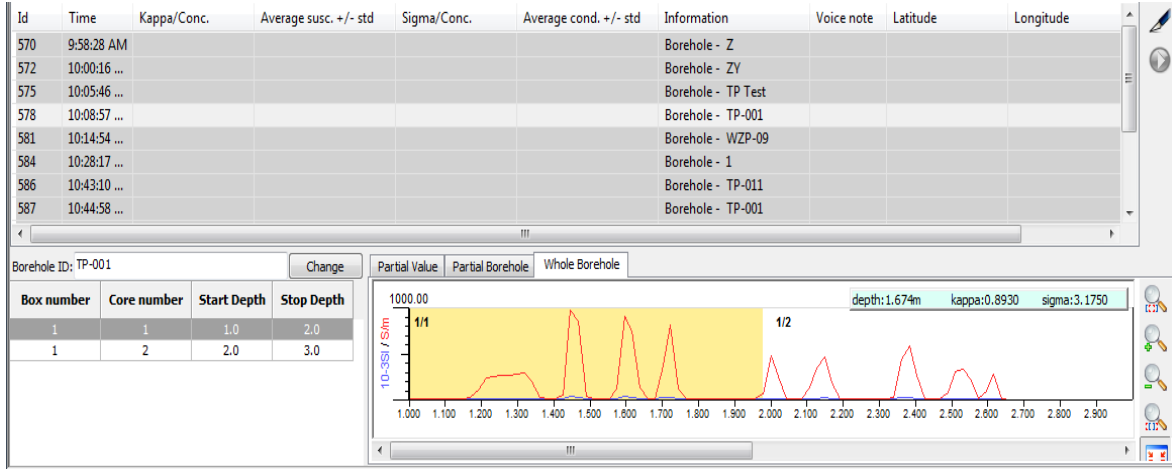 Id Time Kappa/Conc. Average susc. +/- std Sigma/Conc. Average cond. +/- std Information Voice note Latitude Longitude
570 9:58:28 AM Borehole - Z
572 10:00:16 ... Borehole - ZY
575 10:05:46 ... Borehole - TP Test
578 10:08:57 ... Borehole - TP-001
581 10:14:54 ... Borehole - WZP-09
584 10:28:17 ... Borehole - 1
586 10:43:10 ... Borehole - TP-011
587 10:44:58 ... Borehole - TP-001
Borehole ID: TP-001 Change
Box number Core number Start Depth Stop Depth
1 1 1.0 2.0
1 2 2.0 3.0
Partial Value Partial Borehole Whole Borehole
1000.00 depth:1.674m kappa:0.8930 sigma:3.1750
1/1 1/2
10-3SI / S/m
1.000 1.100 1.200 1.300 1.400 1.500 1.600 1.700 1.800 1.900 2.000 2.100 2.200 2.300 2.400 2.500 2.600 2.700 2.800 2.900